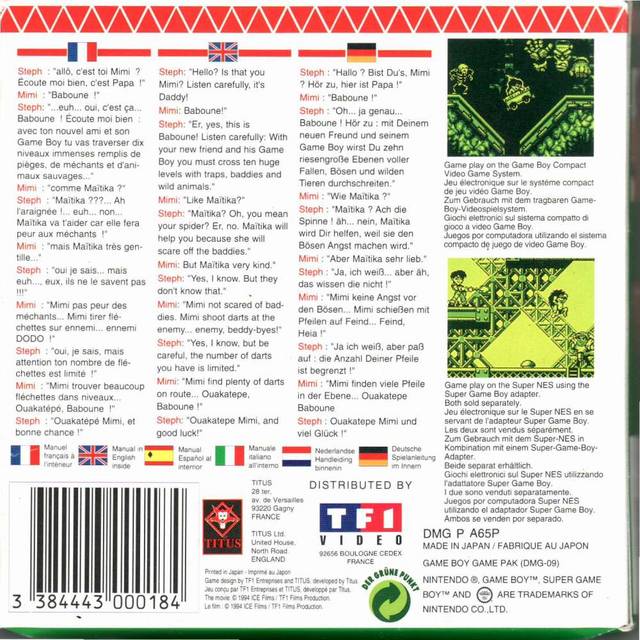 Steph : "allô, c'est toi Mimi ?
Écoute moi bien, c'est Papa !"
Mimi : "Baboune !"
Steph: "...euh... oui, c'est ça...
Baboune ! Écoute moi bien :
avec ton nouvel ami et son
Game Boy tu vas traverser dix
niveaux immenses remplis de
pièges, de méchants et d'ani-
maux sauvages..."
Mimi : "comme Maïtika ?"
Steph : "Maïtika ???... Ah
l'araignée !... euh... non...
Maïtika va t'aider car elle fera
peur aux méchants !"
Mimi : "mais Maïtika très gen-
tille..."
Steph : "oui je sais... mais
euh..., eux, ils ne le savent pas
!!!"
Mimi : "Mimi pas peur des
méchants... Mimi tirer flé-
chettes sur ennemi... ennemi
DODO !"
Steph : "oui, je sais, mais
attention ton nombre de flé-
chettes est limité !"
Mimi : "Mimi trouver beaucoup
fléchettes dans niveaux...
Ouakatépé, Baboune !"
Steph : "Ouakatépé Mimi, et
bonne chance !"
Steph: "Hello? Is that you
Mimi? Listen carefully, it's
Daddy!
Mimi: Baboune!"
Steph: "Er, yes, this is
Baboune! Listen carefully: With
your new friend and his Game
Boy you must cross ten huge
levels with traps, baddies and
wild animals."
Mimi: "Like Maïtika?"
Steph: "Maïtika? Oh, you mean
your spider? Er, no. Maïtika will
help you because she will
scare off the baddies."
Mimi: But Maïtika very kind."
Steph: "Yes, I know. But they
don't know that."
Mimi: "Mimi not scared of bad-
dies. Mimi shoot darts at the
enemy... enemy, beddy-byes!"
Steph: "Yes, I know, but be
careful, the number of darts
you have is limited."
Mimi: "Mimi find plenty of darts
on route... Ouakatepe,
Baboune !"
Steph: "Ouakatepe Mimi, and
good luck!"
Steph : "Hallo ? Bist Du's, Mimi
? Hör zu, hier ist Papa !"
Mimi : "Baboune !"
Steph : "Oh... ja genau...
Baboune ! Hör zu : mit Deinem
neuen Freund und seinem
Game Boy wirst Du zehn
riesengroße Ebenen voller
Fallen, Bösen und wilden
Tieren durchschreiten."
Mimi : "Wie Maïtika ?"
Steph : "Maïtika ? Ach die
Spinne ! äh... nein, Maïtika
wird Dir helfen, weil sie den
Bösen Angst machen wird."
Mimi : "Aber Maïtika sehr lieb."
Steph : "Ja, ich weiß... aber äh,
das wissen die nicht !"
Mimi : "Mimi keine Angst vor
den Bösen... Mimi schießen mit
Pfeilen auf Feind... Feind,
Heia !"
Steph : "Ja ich weiß, aber paß
auf : die Anzahl Deiner Pfeile
ist begrenzt !"
Mimi : "Mimi finden viele Pfeile
in der Ebene... Ouakatepe
Baboune
Steph : Ouakatepe Mimi und
viel Glück !"
Game play on the Game Boy Compact
Video Game System.
Jeu électronique sur le système compact
de jeu vidéo Game Boy.
Zum Gebrauch mit dem tragbaren Game-
Boy-Videospielsystem.
Giochi elettronici sul sistema compatto di
gioco a video Game Boy.
Juegos por computadora utilizando el sistema
compacto de juego de video Game Boy.
Game play on the Super NES using the
Super Game Boy adapter.
Both sold separately.
Jeu électronique sur le Super NES en se
servant de l'adapteur Super Game Boy.
Les deux sont vendus séparément.
Zum Gebrauch mit dem Super-NES in
Kombination mit einem Super-Game-Boy-
Adapter.
Beide separat erhältlich.
Giochi elettronici sul Super NES utilizzando
l'adattatore Super Game Boy.
I due sono venduti separatamente.
Juegos por computadora Super NES
utilizando el adaptador Super Game Boy.
Ambos se venden por separado.
Manuel
français à
l'intérieur
Manual in
English
inside
Manual
Español al
interior
Manuale
italiano
all'interno
Nederlandse
Handleiding
binnenin
Deutsche
Spielanleitung
im Innern
3 384443 000184
TITUS
TITUS
28 ter,
av. de Versailles
93220 Gagny
FRANCE
TITUS Ltd.
United House,
North Road.
ENGLAND
DISTRIBUTED BY
TF1
VIDEO
92656 BOULOGNE CEDEX
FRANCE
Printed in Japan - Imprimé au Japon
Game design by TF1 Entreprises and TITUS, developed by Titus.
Jeu conçu par TF1 Entreprises et TITUS, développé par Titus.
The movie: © 1994 ICE Films / TF1 Entreprises Ltd.
Le film : © 1994 ICE Films / TF1 Entreprises Ltd.
DER GRÜNE PUNKT
DMG P A65P
MADE IN JAPAN / FABRIQUE AU JAPON
GAME BOY GAME PAK (DMG-09)
NINTENDO ®, GAME BOY™, SUPER GAME
BOY™ AND ARE TRADEMARKS OF
NINTENDO CO.,LTD.